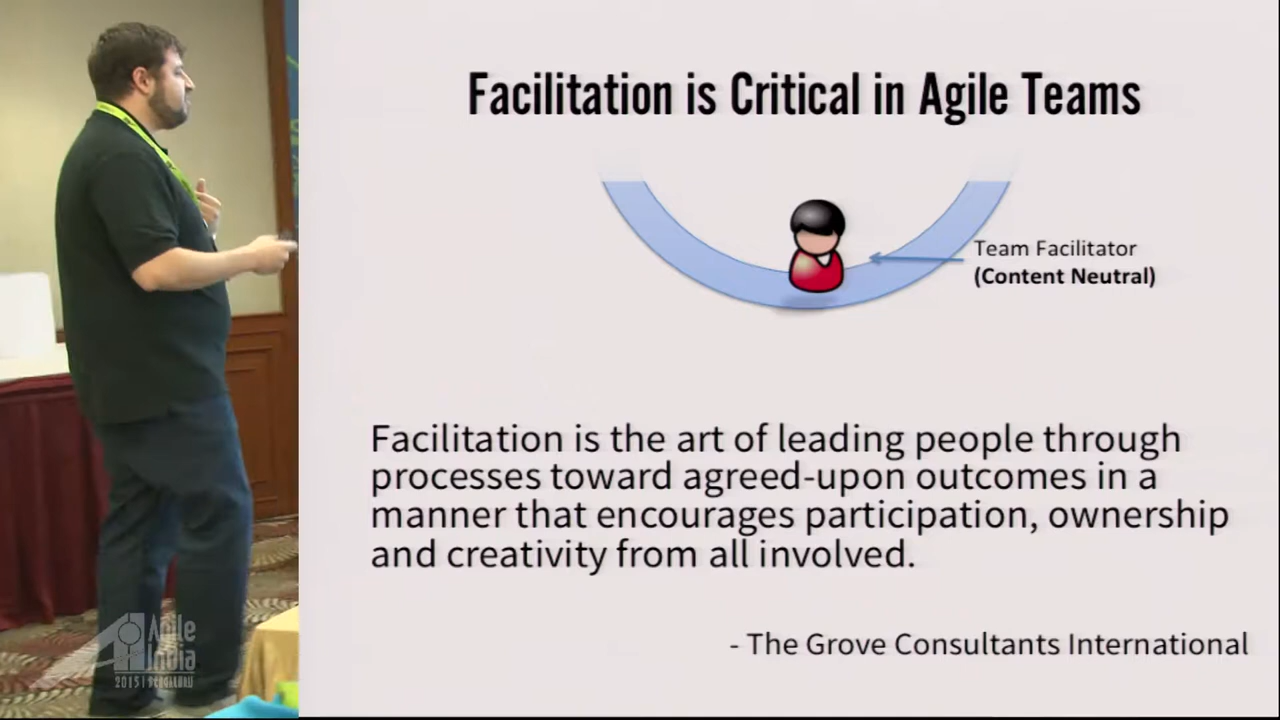 Facilitation is Critical in Agile Teams
Team Facilitator
(Content Neutral)
Facilitation is the art of leading people through
processes toward agreed-upon outcomes in a
manner that encourages participation, ownership
and creativity from all involved.
- The Grove Consultants International
Agile
India
2015 | BENGALURU